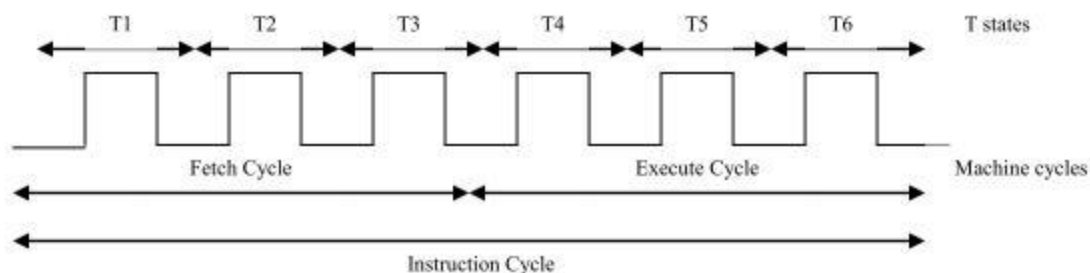 T1 T2 T3 T4 T5 T6 T states
Fetch Cycle Execute Cycle Machine cycles
Instruction Cycle